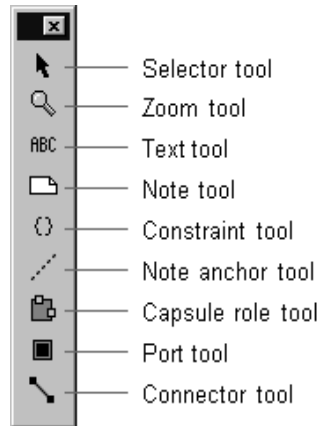 Selector tool
Zoom tool
ABC Text tool
Note tool
{} Constraint tool
Note anchor tool
Capsule role tool
Port tool
Connector tool